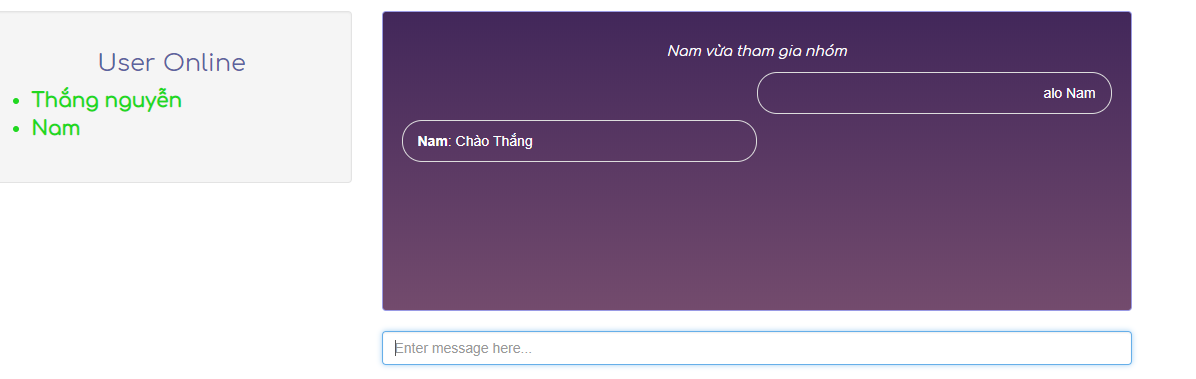 User Online
Thắng nguyễn
Nam
Nam vừa tham gia nhóm
alo Nam
Nam: Chào Thắng
Enter message here...